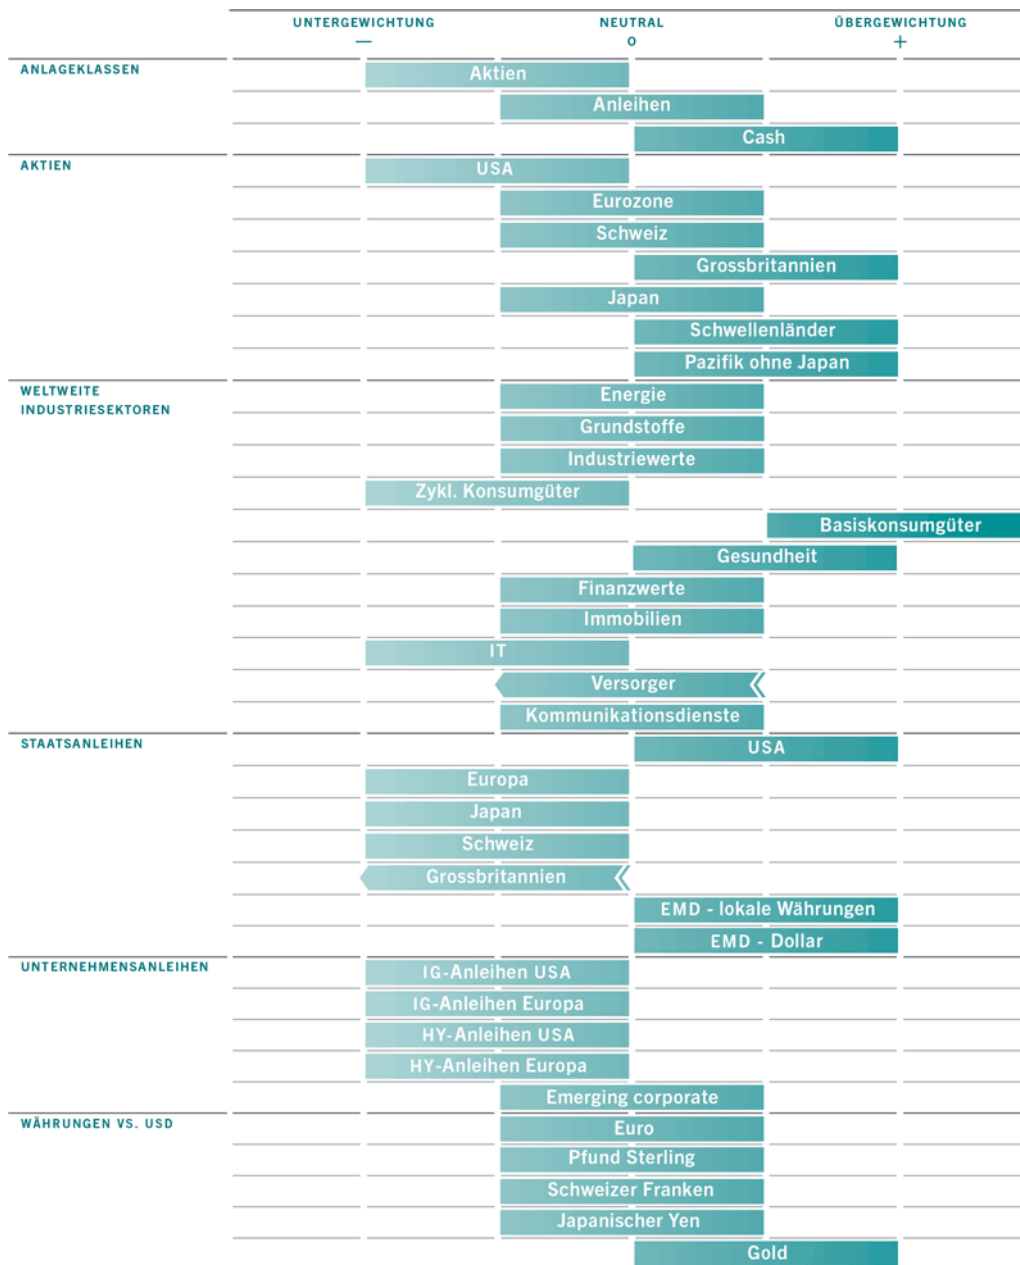 UNTERGEWICHTUNG NEUTRAL ÜBERGEWICHTUNG
— o +
ANLAGEKLASSEN Aktien
Anleihen
Cash
AKTIEN USA
Eurozone
Schweiz
Grossbritannien
Japan
Schwellenländer
Pazifik ohne Japan
WELTWEITE Energie
INDUSTRIESEKTOREN
Grundstoffe
Industriewerte
Zykl. Konsumgüter
Basiskonsumgüter
Gesundheit
Finanzwerte
Immobilien
IT
Versorger
Kommunikationsdienste
STAATSANLEIHEN USA
Europa
Japan
Schweiz
Grossbritannien
EMD - lokale Währungen
EMD - Dollar
UNTERNEHMENSANLEIHEN IG-Anleihen USA
IG-Anleihen Europa
HY-Anleihen USA
HY-Anleihen Europa
Emerging corporate
WÄHRUNGEN VS. USD Euro
Pfund Sterling
Schweizer Franken
Japanischer Yen
Gold